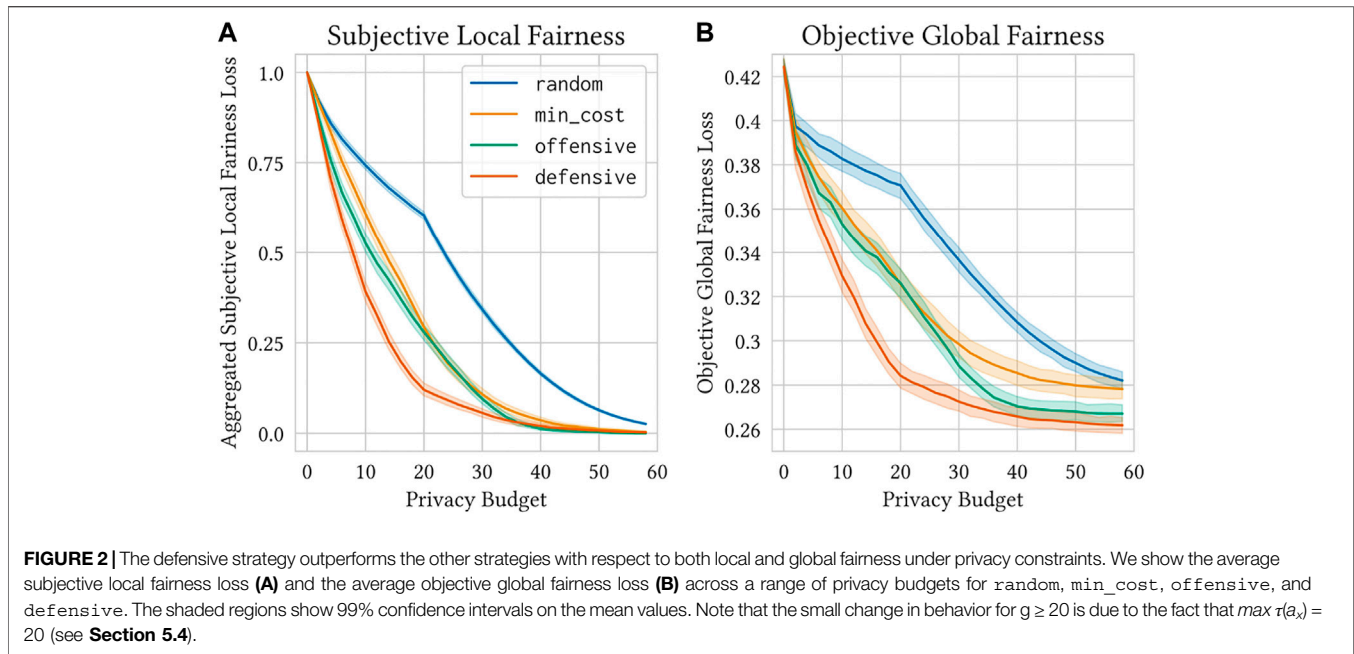 A
Subjective Local Fairness
Aggregated Subjective Local Fariness Loss
1.0
0.75
0.5
0.25
0.0
random
min_cost
offensive
defensive
0 10 20 30 40 50 60
Privacy Budget
B
Objective Global Fairness
Objective Global Fairness Loss
0.42
0.4
0.38
0.36
0.34
0.32
0.3
0.28
0.26
0 10 20 30 40 50 60
Privacy Budget
FIGURE 2 | The defensive strategy outperforms the other strategies with respect to both local and global fairness under privacy constraints. We show the average
subjective local fairness loss (A) and the average objective global fairness loss (B) across a range of privacy budgets for random, min_cost, offensive, and
defensive. The shaded regions show 99% confidence intervals on the mean values. Note that the small change in behavior for g ≥ 20 is due to the fact that max τ(aₓ) =
20 (see Section 5.4).